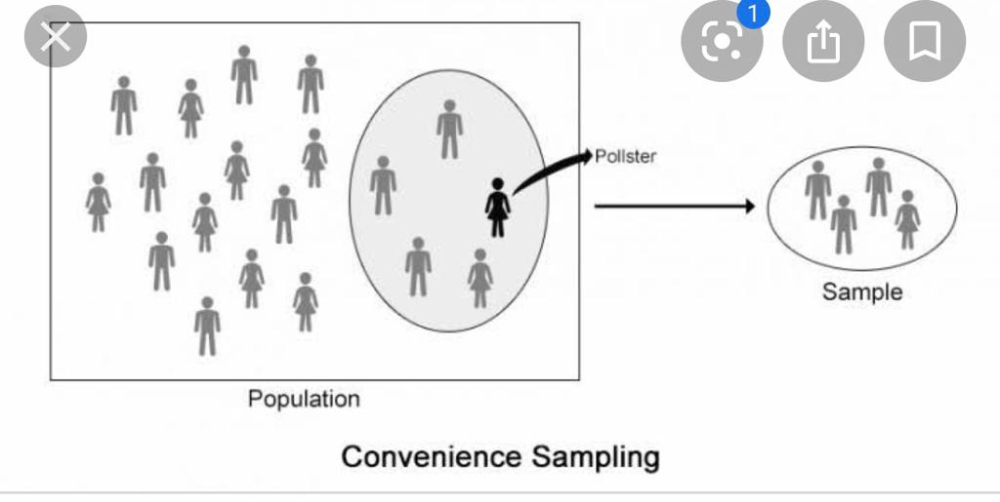 1
Pollster
Sample
Population
Convenience Sampling